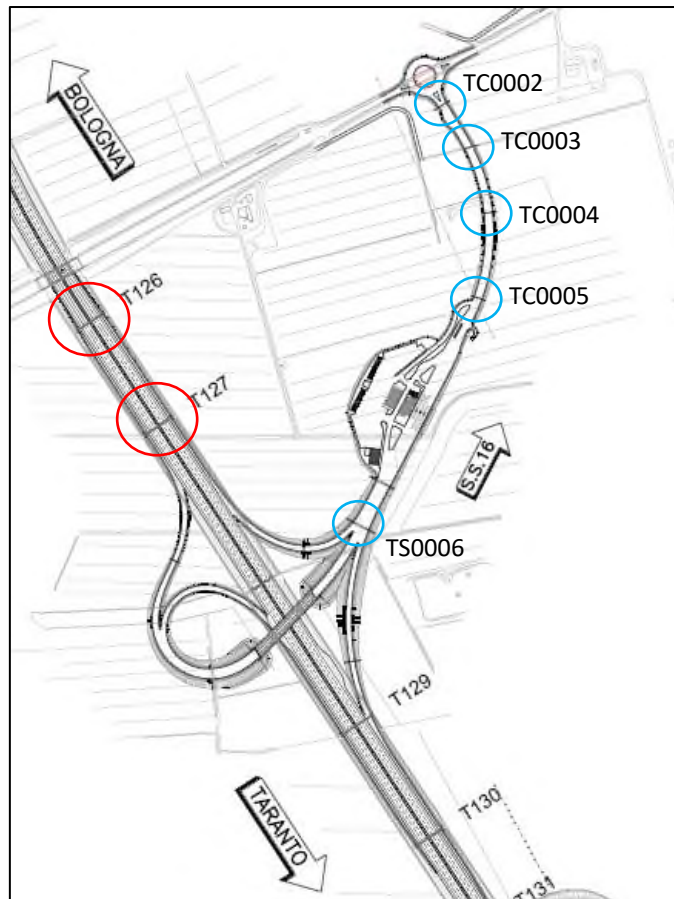 TC0002
BOLOGNA
TC0003
TC0004
T126
TC0005
T127
S.S.16
TS0006
T129
TARANTO
T130
T131